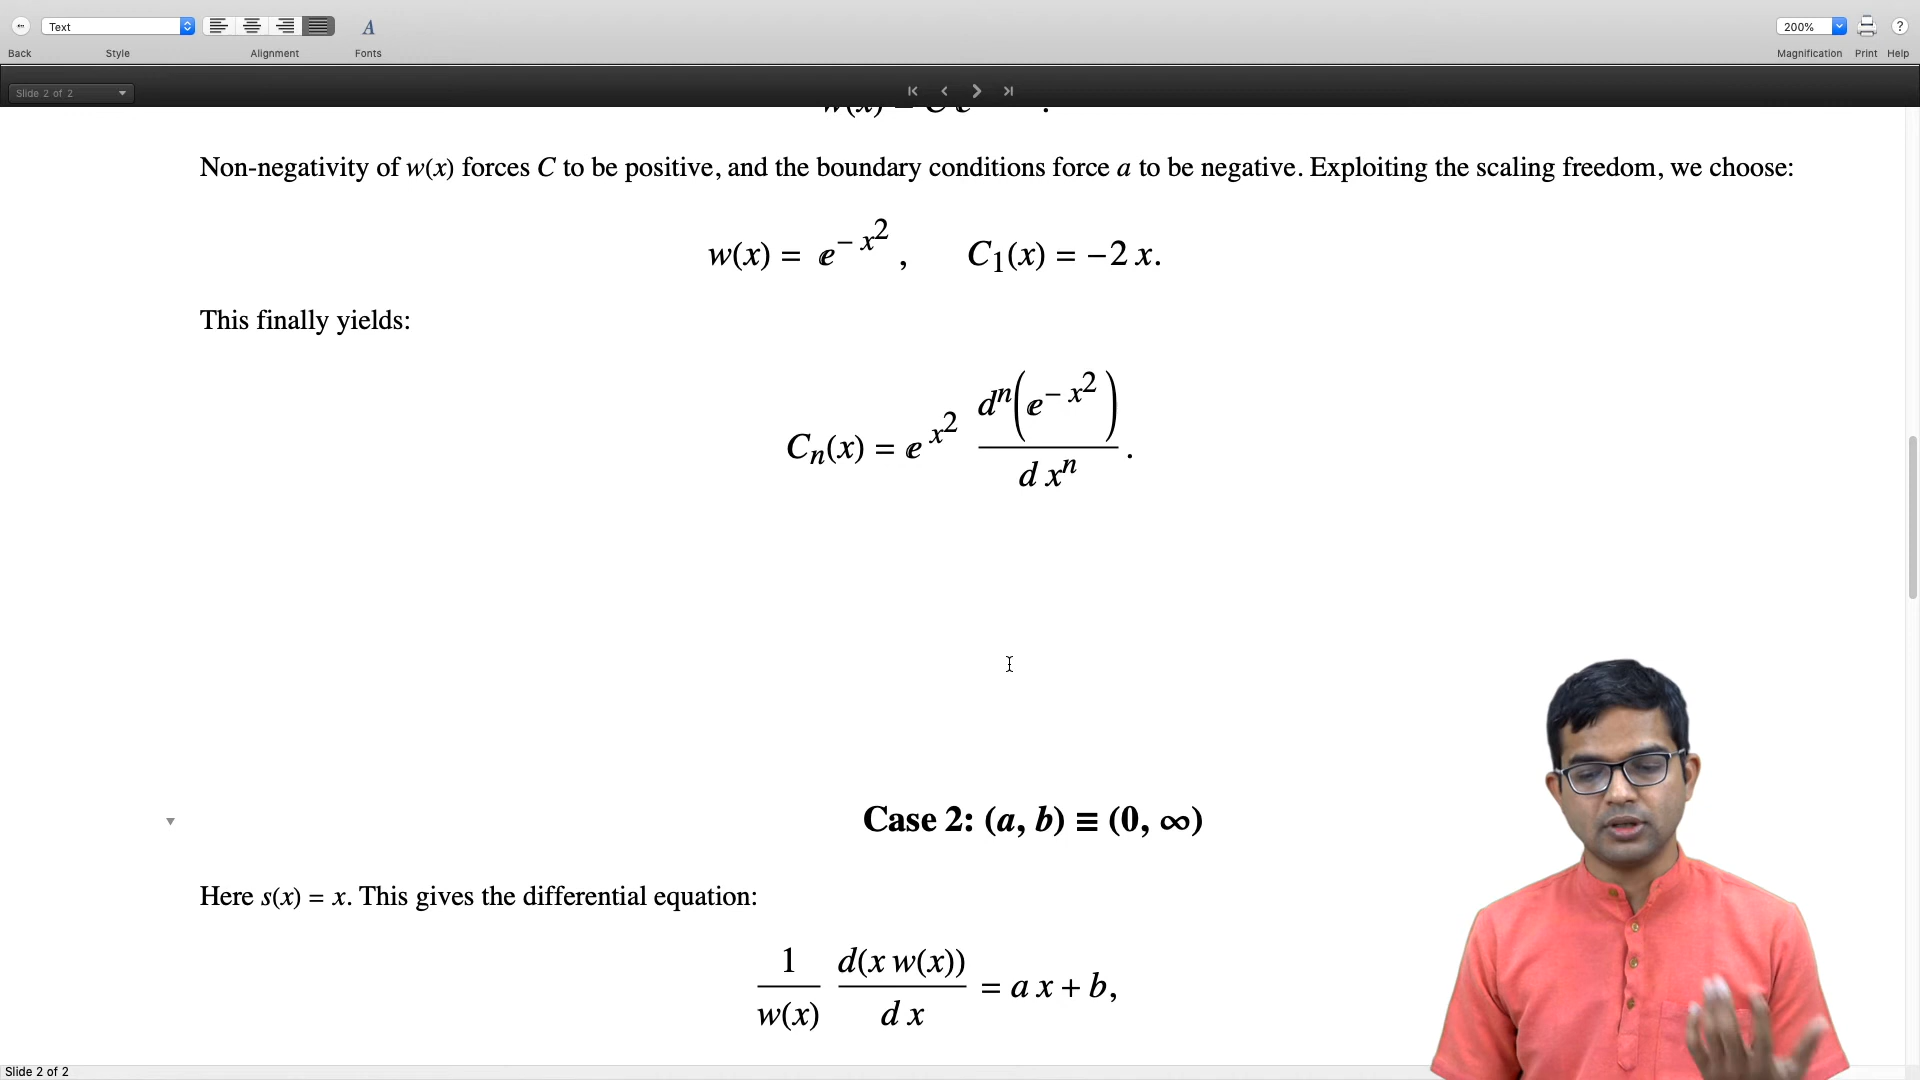 Text
200%
Back Style Alignment Fonts Magnification Print Help
Slide 2 of 2
Non-negativity of w(x) forces C to be positive, and the boundary conditions force a to be negative. Exploiting the scaling freedom, we choose:
w(x) = e^{-x^2}, C_1(x) = -2 x.
This finally yields:
C_n(x) = e^{x^2} \frac{d^n(e^{-x^2})}{d x^n}.
Case 2: (a, b) ≡ (0, ∞)
Here s(x) = x. This gives the differential equation:
\frac{1}{w(x)} \frac{d(x w(x))}{d x} = a x + b,
Slide 2 of 2